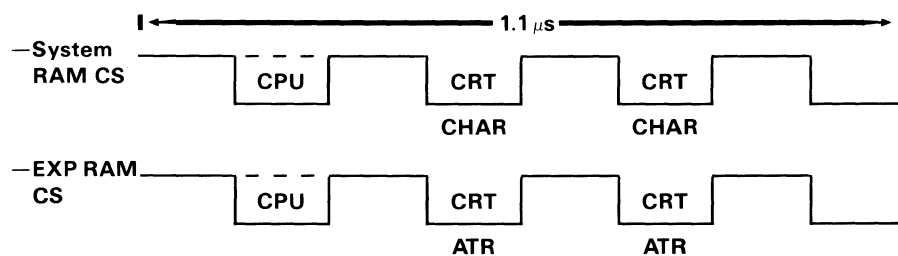 1.1 μs
—System
RAM CS
CPU
CRT
CRT
CHAR
CHAR
—EXP RAM
CS
CPU
CRT
CRT
ATR
ATR